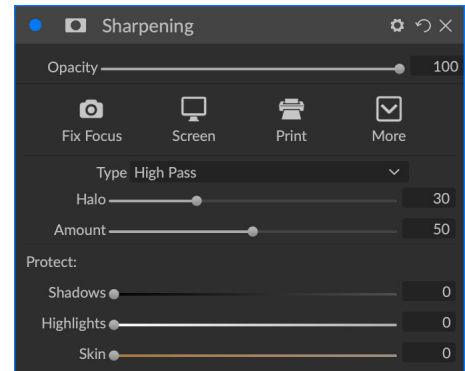 Sharpening
Opacity 100
Fix Focus Screen Print More
Type High Pass
Halo 30
Amount 50
Protect:
Shadows 0
Highlights 0
Skin 0